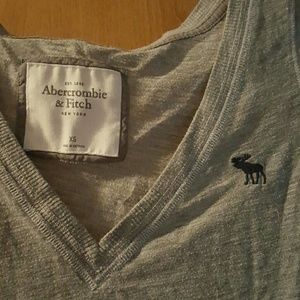 EST. 1892
Abercrombie
& Fitch
NEW YORK
XS